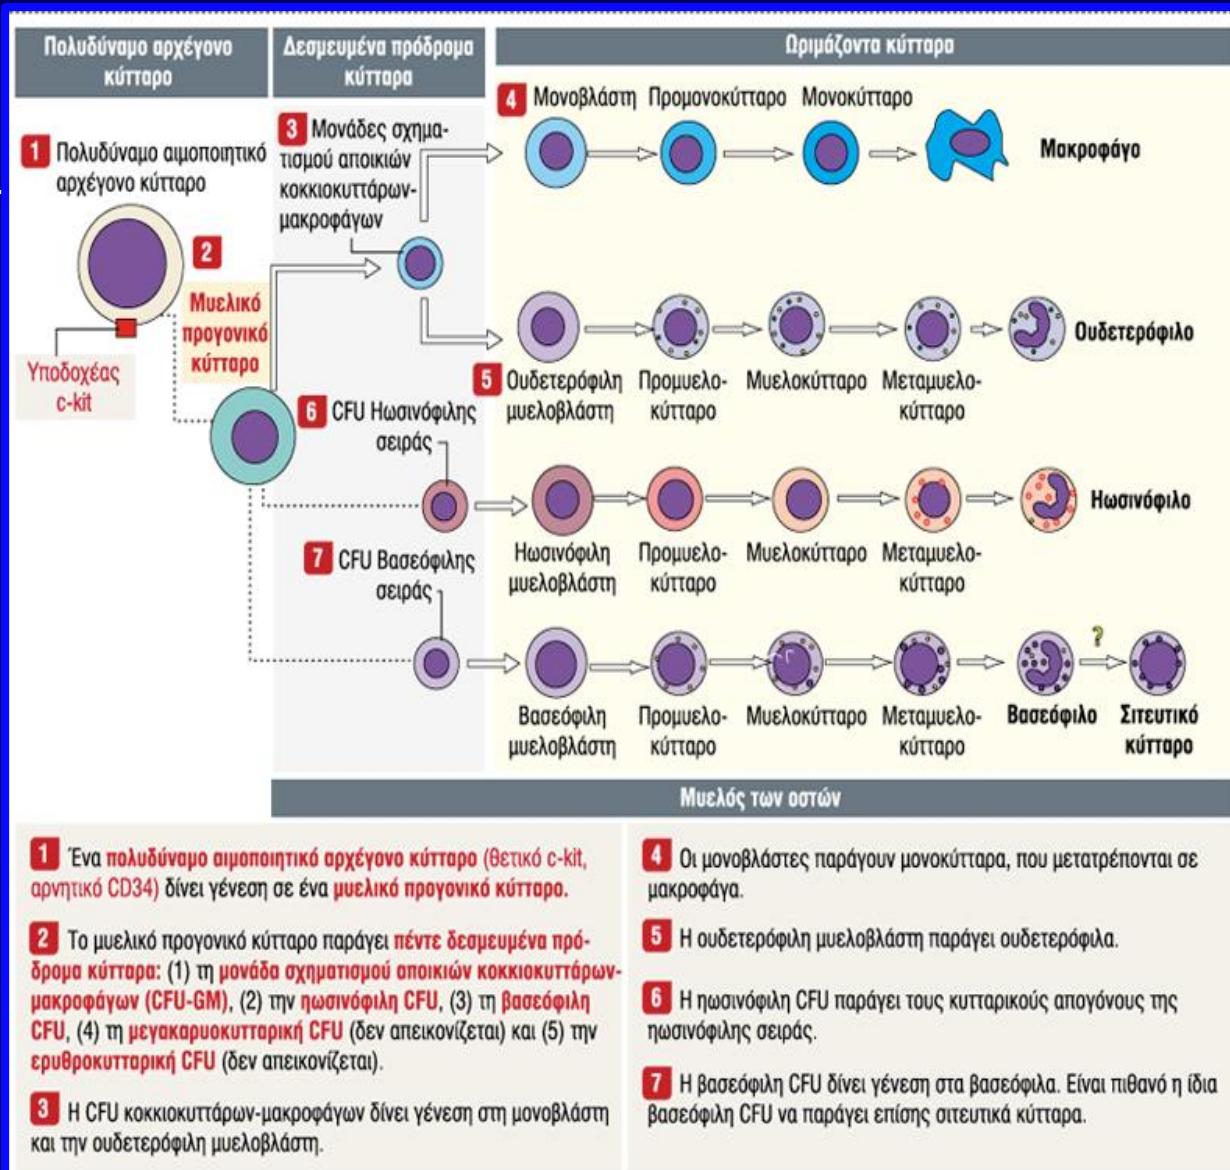 Πολυδύναμο αρχέγονο
κύτταρο
Δεσμευμένα πρόδρομα
κύτταρα
Ωριμάζοντα κύτταρα
1 Πολυδύναμο αιμοποιητικό
αρχέγονο κύτταρο
2
Μυελικό
προγονικό
κύτταρο
Υποδοχέας
c-kit
3 Μονάδες σχημα-
τισμού αποικιών
κοκκιοκυττάρων-
μακροφάγων
4 Μονοβλάστη Προμονοκύτταρο Μονοκύτταρο
Μακροφάγο
Ουδετερόφιλο
5 Ουδετερόφιλη Προμυελο- Μυελοκύτταρο Μεταμυελο-
μυελοβλάστη κύτταρο κύτταρο
6 CFU Ηωσινόφιλης
σειράς
Ηωσινόφιλο
Ηωσινόφιλη Προμυελο- Μυελοκύτταρο Μεταμυελο-
μυελοβλάστη κύτταρο κύτταρο
7 CFU Βασεόφιλης
σειράς
?
Βασεόφιλη Προμυελο- Μυελοκύτταρο Μεταμυελο- Βασεόφιλο Σιτευτικό
μυελοβλάστη κύτταρο κύτταρο κύτταρο
Μυελός των οστών
1 Ένα πολυδύναμο αιμοποιητικό αρχέγονο κύτταρο (θετικό c-kit,
αρνητικό CD34) δίνει γένεση σε ένα μυελικό προγονικό κύτταρο.
2 Το μυελικό προγονικό κύτταρο παράγει πέντε δεσμευμένα πρό-
δρομα κύτταρα: (1) τη μονάδα σχηματισμού αποικιών κοκκιοκυττάρων-
μακροφάγων (CFU-GM), (2) την ηωσινόφιλη CFU, (3) τη βασεόφιλη
CFU, (4) τη μεγακαρυοκυτταρική CFU (δεν απεικονίζεται) και (5) την
ερυθροκυτταρική CFU (δεν απεικονίζεται).
3 Η CFU κοκκιοκυττάρων-μακροφάγων δίνει γένεση στη μονοβλάστη
και την ουδετερόφιλη μυελοβλάστη.
4 Οι μονοβλάστες παράγουν μονοκύτταρα, που μετατρέπονται σε
μακροφάγα.
5 Η ουδετερόφιλη μυελοβλάστη παράγει ουδετερόφιλα.
6 Η ηωσινόφιλη CFU παράγει τους κυτταρικούς απογόνους της
ηωσινόφιλης σειράς.
7 Η βασεόφιλη CFU δίνει γένεση στα βασεόφιλα. Είναι πιθανό η ίδια
βασεόφιλη CFU να παράγει επίσης σιτευτικά κύτταρα.